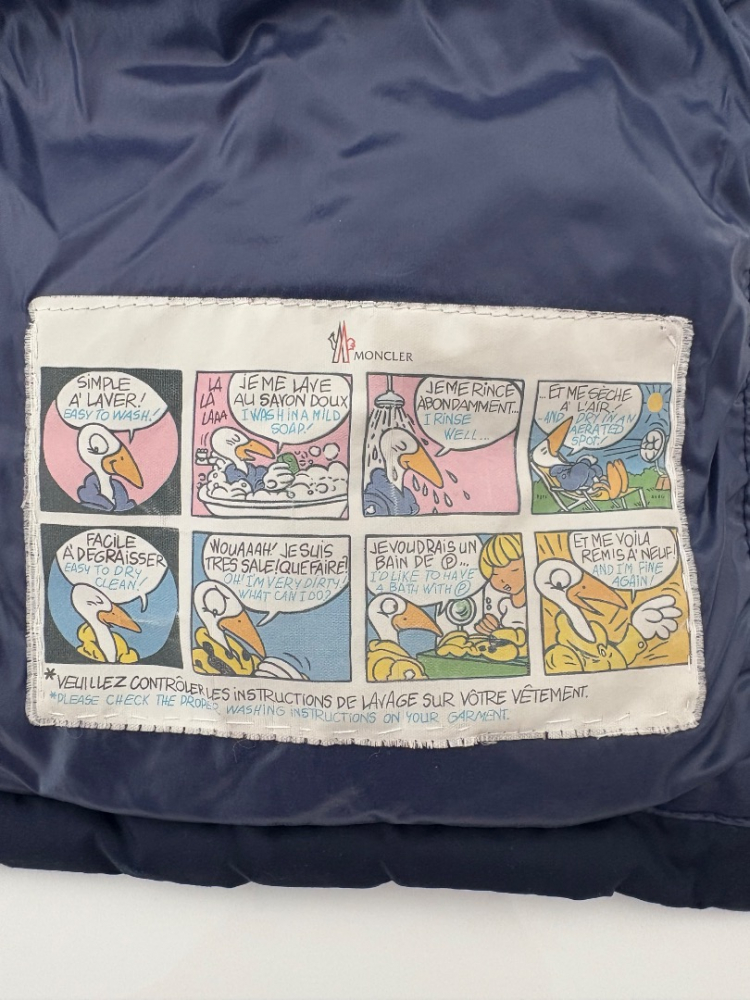 MONCLER
SIMPLE
A' LAVER!
EASY TO WASH!
LA
LA
LAAA
JE ME LAVE
AU SAYON DOUX
I WASH IN A MILD
SOAP!
JE ME RINCE
ABONDAMMENT...
I RINSE
WELL...
...ET ME SÈCHE
A' L'AIR.
...AND DRY IN AN
AERATED
SPOT!
FACILE
A' DEGRAISSER
EASY TO DRY
CLEAN!
WOUAAAH! JE SUIS
TRES SALE! QUE FAIRE?
OH! I'M VERY DIRTY!
WHAT CAN I DO?
JE VOUDRAIS UN
BAIN DE Ⓟ...
I'D LIKE TO HAVE
A BATH WITH Ⓟ
ET ME VOILA
REMIS A' NEUF!
AND I'M FINE
AGAIN!
*VEUILLEZ CONTRÔLER LES INSTRUCTIONS DE LAVAGE SUR VÔTRE VÊTEMENT.
*PLEASE CHECK THE PROPER WASHING INSTRUCTIONS ON YOUR GARMENT.